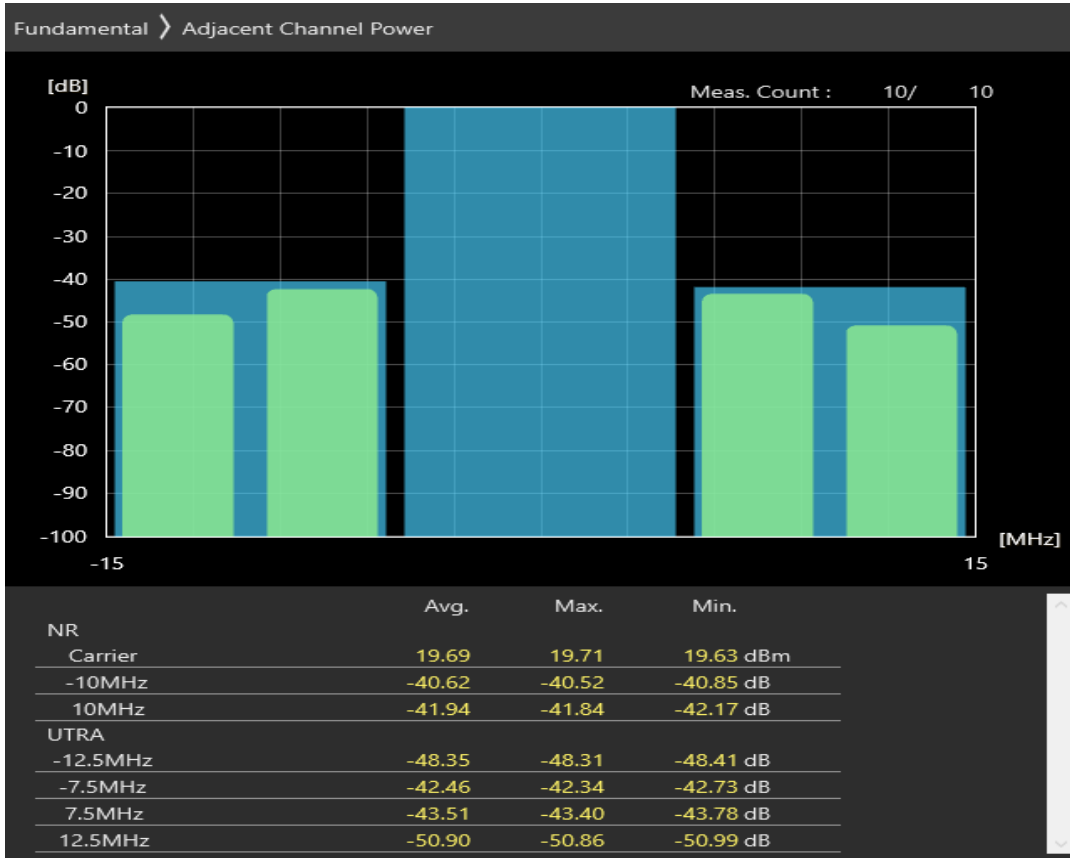 Fundamental 》 Adjacent Channel Power
[dB]
Meas. Count : 10/ 10
0
-10
-20
-30
-40
-50
-60
-70
-80
-90
-100
[MHz]
-15 15
Avg. Max. Min.
NR
Carrier 19.69 19.71 19.63 dBm
-10MHz -40.62 -40.52 -40.85 dB
10MHz -41.94 -41.84 -42.17 dB
UTRA
-12.5MHz -48.35 -48.31 -48.41 dB
-7.5MHz -42.46 -42.34 -42.73 dB
7.5MHz -43.51 -43.40 -43.78 dB
12.5MHz -50.90 -50.86 -50.99 dB